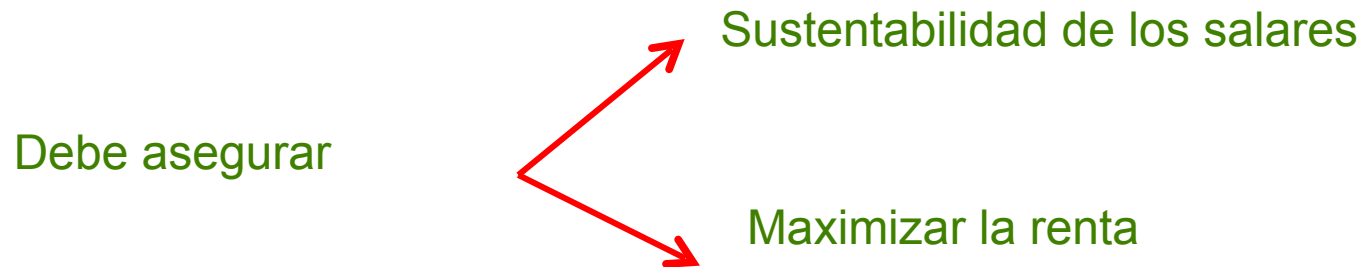 Sustentabilidad de los salares
Debe asegurar
Maximizar la renta